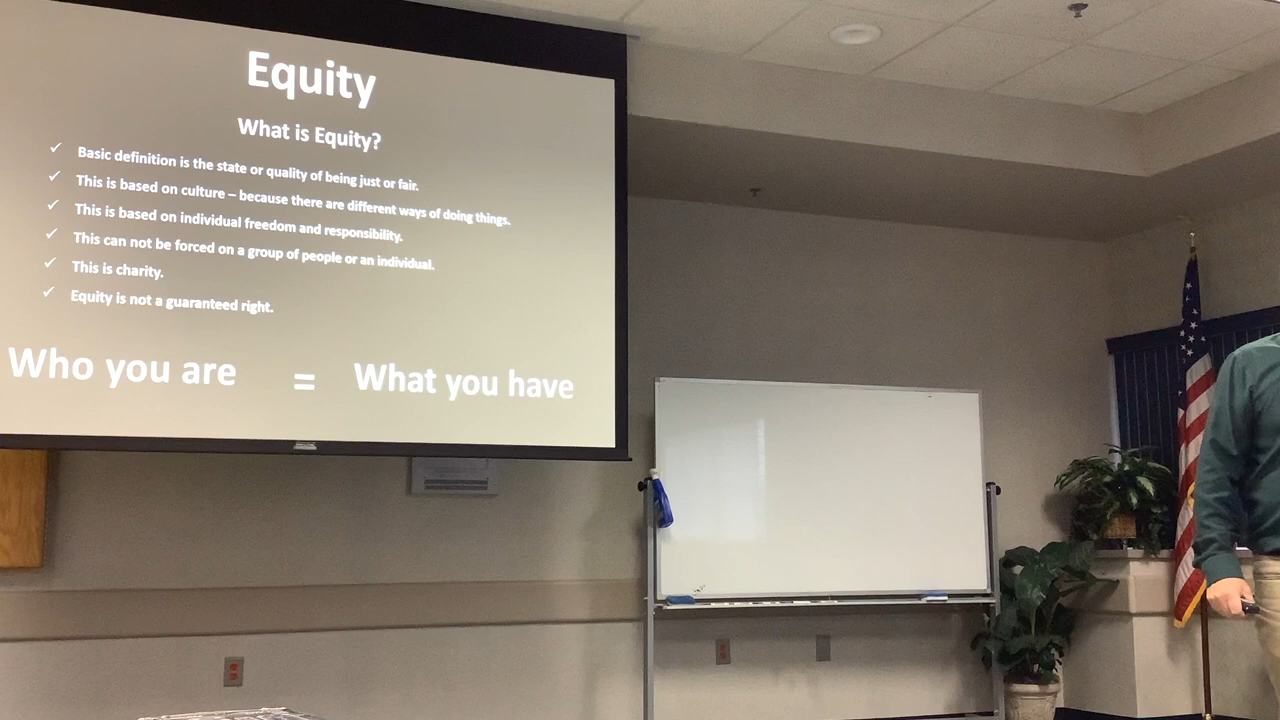 Equity
What is Equity?
✓ Basic definition is the state or quality of being just or fair.
✓ This is based on culture – because there are different ways of doing things.
✓ This is based on individual freedom and responsibility.
✓ This can not be forced on a group of people or an individual.
✓ This is charity.
✓ Equity is not a guaranteed right.
Who you are = What you have